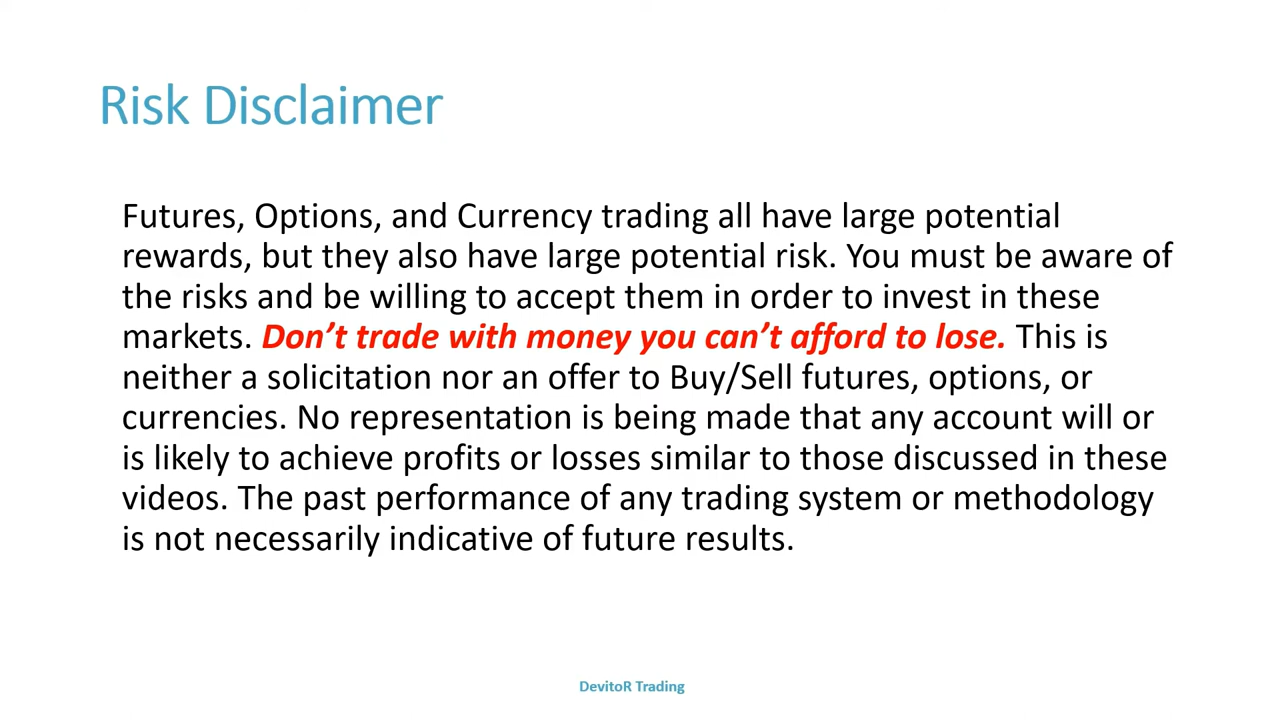 Risk Disclaimer
Futures, Options, and Currency trading all have large potential
rewards, but they also have large potential risk. You must be aware of
the risks and be willing to accept them in order to invest in these
markets. Don’t trade with money you can’t afford to lose. This is
neither a solicitation nor an offer to Buy/Sell futures, options, or
currencies. No representation is being made that any account will or
is likely to achieve profits or losses similar to those discussed in these
videos. The past performance of any trading system or methodology
is not necessarily indicative of future results.
DevitoR Trading